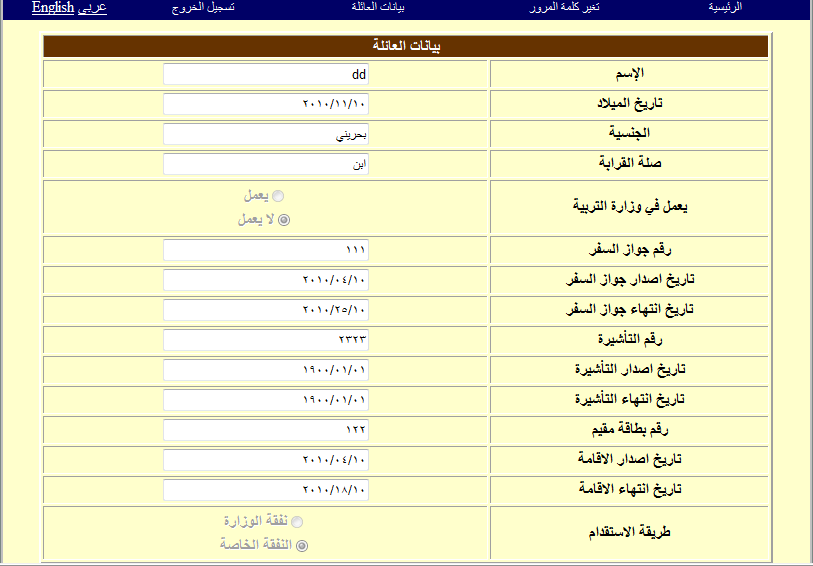 الرئيسية تغير كلمة المرور بيانات العائلة تسجيل الخروج عربي English
بيانات العائلة
الإسم dd
تاريخ الميلاد ٢٠١٠/١١/١٠
الجنسية بحريني
صلة القرابة ابن
يعمل في وزارة التربية
يعمل
لا يعمل
رقم جواز السفر ١١١
تاريخ اصدار جواز السفر ٢٠١٠/٠٤/١٠
تاريخ انتهاء جواز السفر ٢٠١٠/٢٥/١٠
رقم التأشيرة ٢٣٢٣
تاريخ اصدار التأشيرة ١٩٠٠/٠١/٠١
تاريخ انتهاء التأشيرة ١٩٠٠/٠١/٠١
رقم بطاقة مقيم ١٢٢
تاريخ اصدار الاقامة ٢٠١٠/٠٤/١٠
تاريخ انتهاء الاقامة ٢٠١٠/١٨/١٠
طريقة الاستقدام
نفقة الوزارة
النفقة الخاصة